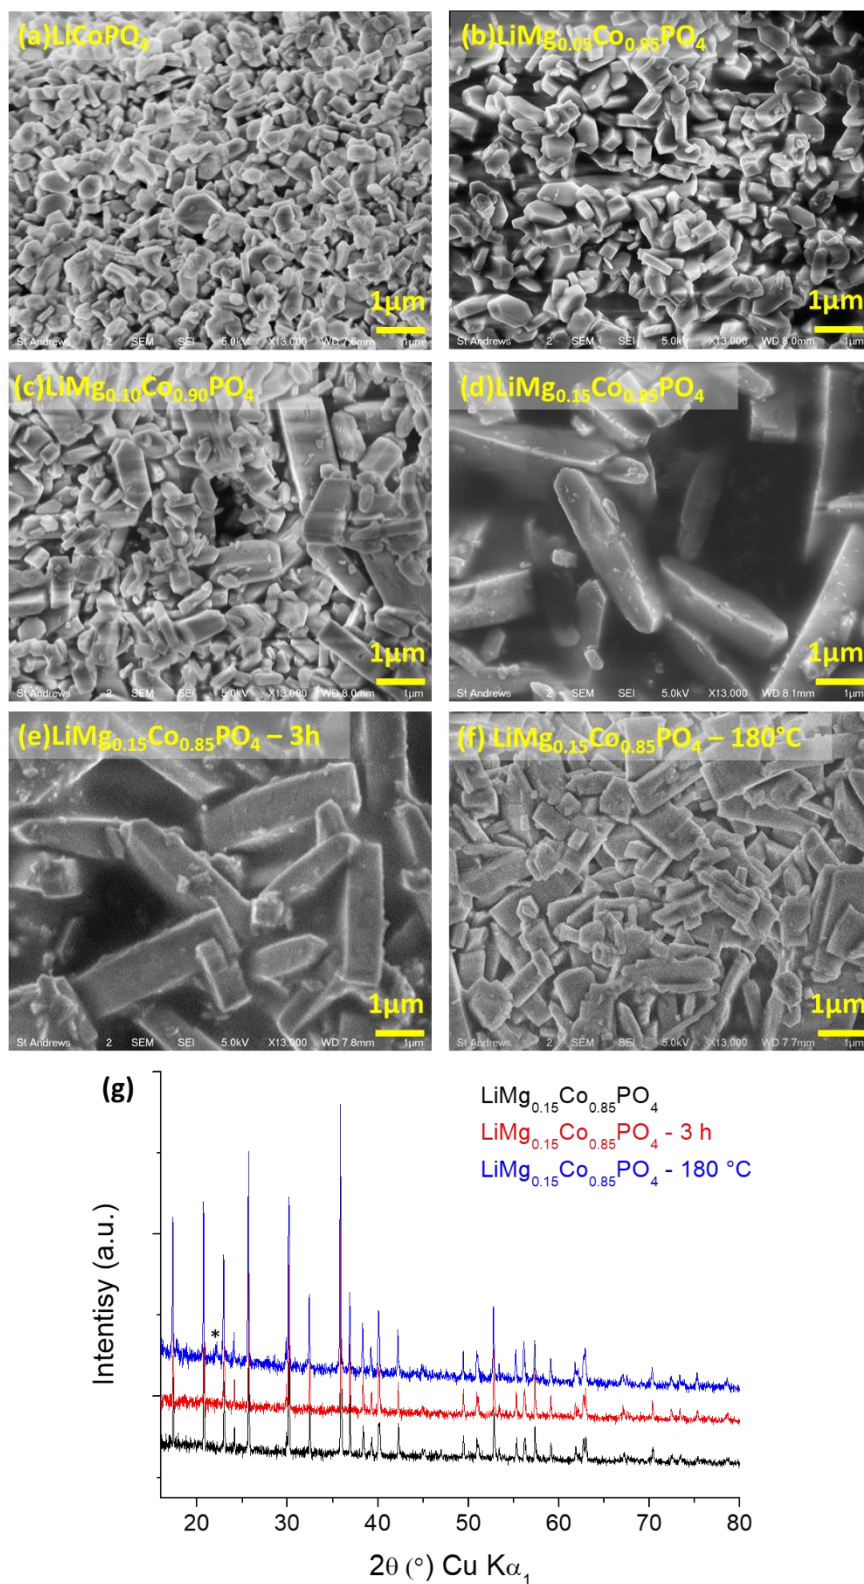 (a)LiCoPO₄
1μm
St Andrews 2 SEM SEI 5.0kV X13,000 WD 7.6mm 1μm
(b)LiMg₀.₀₅Co₀.₉₅PO₄
1μm
St Andrews 2 SEM SEI 5.0kV X13,000 WD 8.0mm 1μm
(c)LiMg₀.₁₀Co₀.₉₀PO₄
1μm
St Andrews 2 SEM SEI 5.0kV X13,000 WD 8.0mm 1μm
(d)LiMg₀.₁₅Co₀.₈₅PO₄
1μm
St Andrews 2 SEM SEI 5.0kV X13,000 WD 8.1mm 1μm
(e)LiMg₀.₁₅Co₀.₈₅PO₄ – 3h
1μm
St Andrews 2 SEM SEI 5.0kV X13,000 WD 7.8mm 1μm
(f) LiMg₀.₁₅Co₀.₈₅PO₄ – 180°C
1μm
St Andrews 2 SEM SEI 5.0kV X13,000 WD 7.7mm 1μm
(g)
LiMg₀.₁₅Co₀.₈₅PO₄
LiMg₀.₁₅Co₀.₈₅PO₄ - 3 h
LiMg₀.₁₅Co₀.₈₅PO₄ - 180 °C
Intentisy (a.u.)
*
20 30 40 50 60 70 80
2θ (°) Cu Kα₁